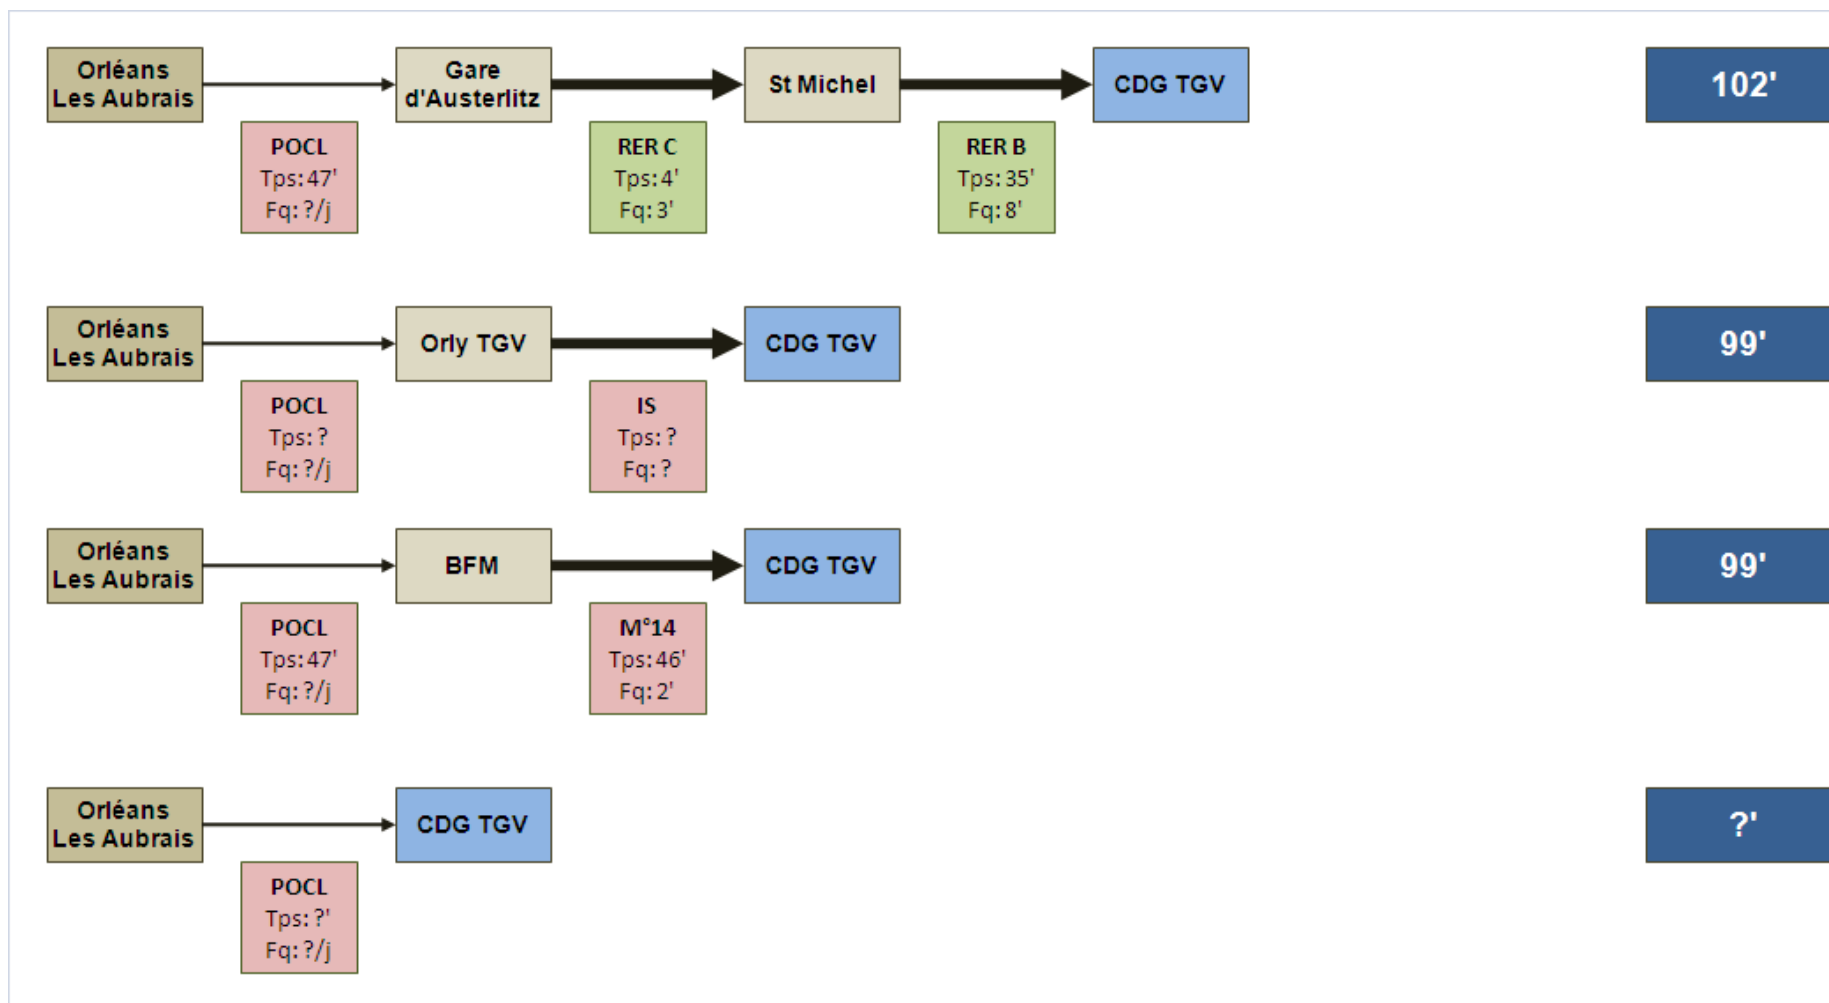 Orléans
Les Aubrais
Gare
d'Austerlitz
St Michel
CDG TGV
102'
POCL
Tps: 47'
Fq: ?/j
RER C
Tps: 4'
Fq: 3'
RER B
Tps: 35'
Fq: 8'
Orléans
Les Aubrais
Orly TGV
CDG TGV
99'
POCL
Tps: ?
Fq: ?/j
IS
Tps: ?
Fq: ?
Orléans
Les Aubrais
BFM
CDG TGV
99'
POCL
Tps: 47'
Fq: ?/j
M°14
Tps: 46'
Fq: 2'
Orléans
Les Aubrais
CDG TGV
?'
POCL
Tps: ?'
Fq: ?/j